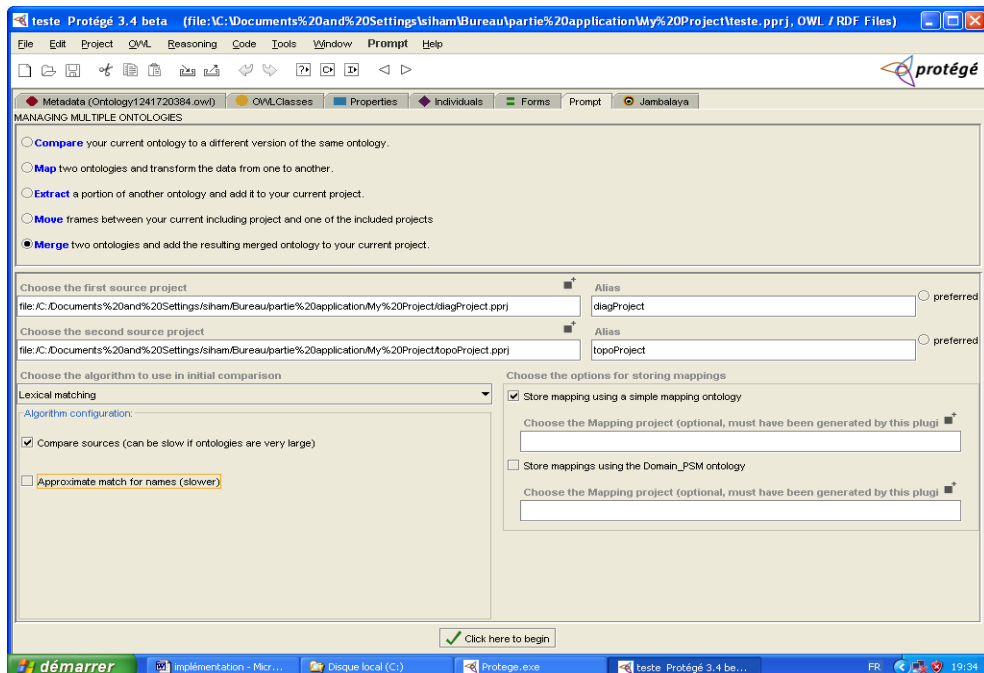 teste Protégé 3.4 beta (file:\C:\Documents%20and%20Settings\siham\Bureau\partie%20application\My%20Project\teste.pprj, OWL / RDF Files)
File Edit Project OWL Reasoning Code Tools Window Prompt Help
protégé
Metadata (Ontology1241720384.owl) OWLClasses Properties Individuals Forms Prompt Jambalaya
MANAGING MULTIPLE ONTOLOGIES
Compare your current ontology to a different version of the same ontology.
Map two ontologies and transform the data from one to another.
Extract a portion of another ontology and add it to your current project.
Move frames between your current including project and one of the included projects
Merge two ontologies and add the resulting merged ontology to your current project.
Choose the first source project Alias
file:/C:/Documents%20and%20Settings/siham/Bureau/partie%20application/My%20Project/diagProject.pprj diagProject preferred
Choose the second source project Alias
file:/C:/Documents%20and%20Settings/siham/Bureau/partie%20application/My%20Project/topoProject.pprj topoProject preferred
Choose the algorithm to use in initial comparison Choose the options for storing mappings
Lexical matching Store mapping using a simple mapping ontology
Algorithm configuration:
Choose the Mapping project (optional, must have been generated by this plugi
Compare sources (can be slow if ontologies are very large)
Store mappings using the Domain_PSM ontology
Approximate match for names (slower)
Choose the Mapping project (optional, must have been generated by this plugi
Click here to begin
démarrer implémentation - Micr... Disque local (C:) Protege.exe teste Protégé 3.4 be... FR 19:34